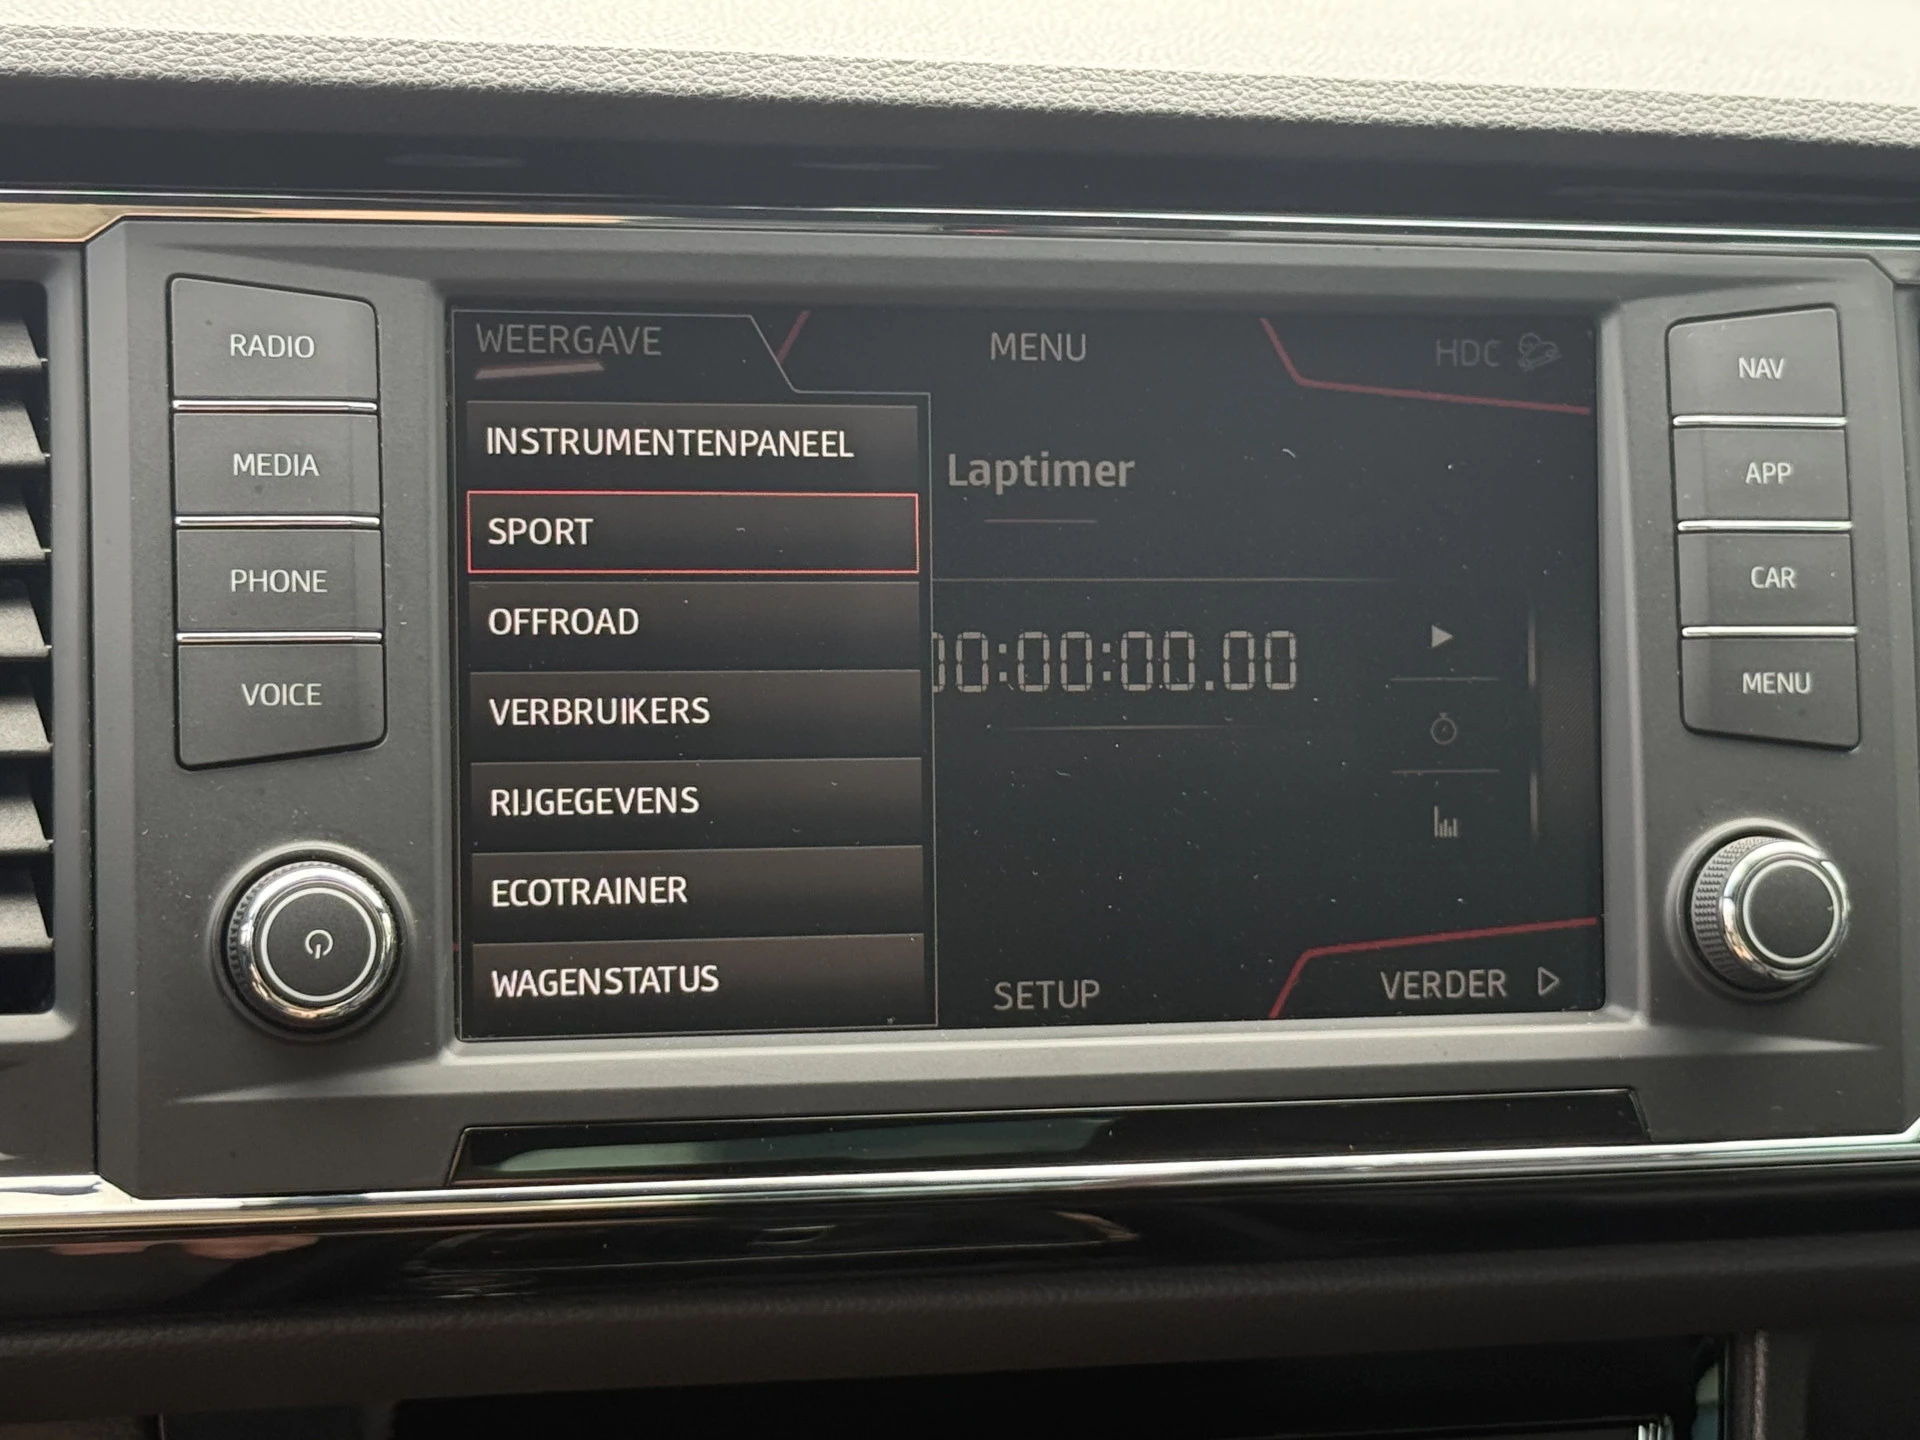 RADIO
MEDIA
PHONE
VOICE
WEERGAVE
MENU
HDC
INSTRUMENTENPANEEL
SPORT
OFFROAD
VERBRUIKERS
RIJGEGEVENS
ECOTRAINER
WAGENSTATUS
Laptimer
00:00:00.00
SETUP
VERDER
NAV
APP
CAR
MENU